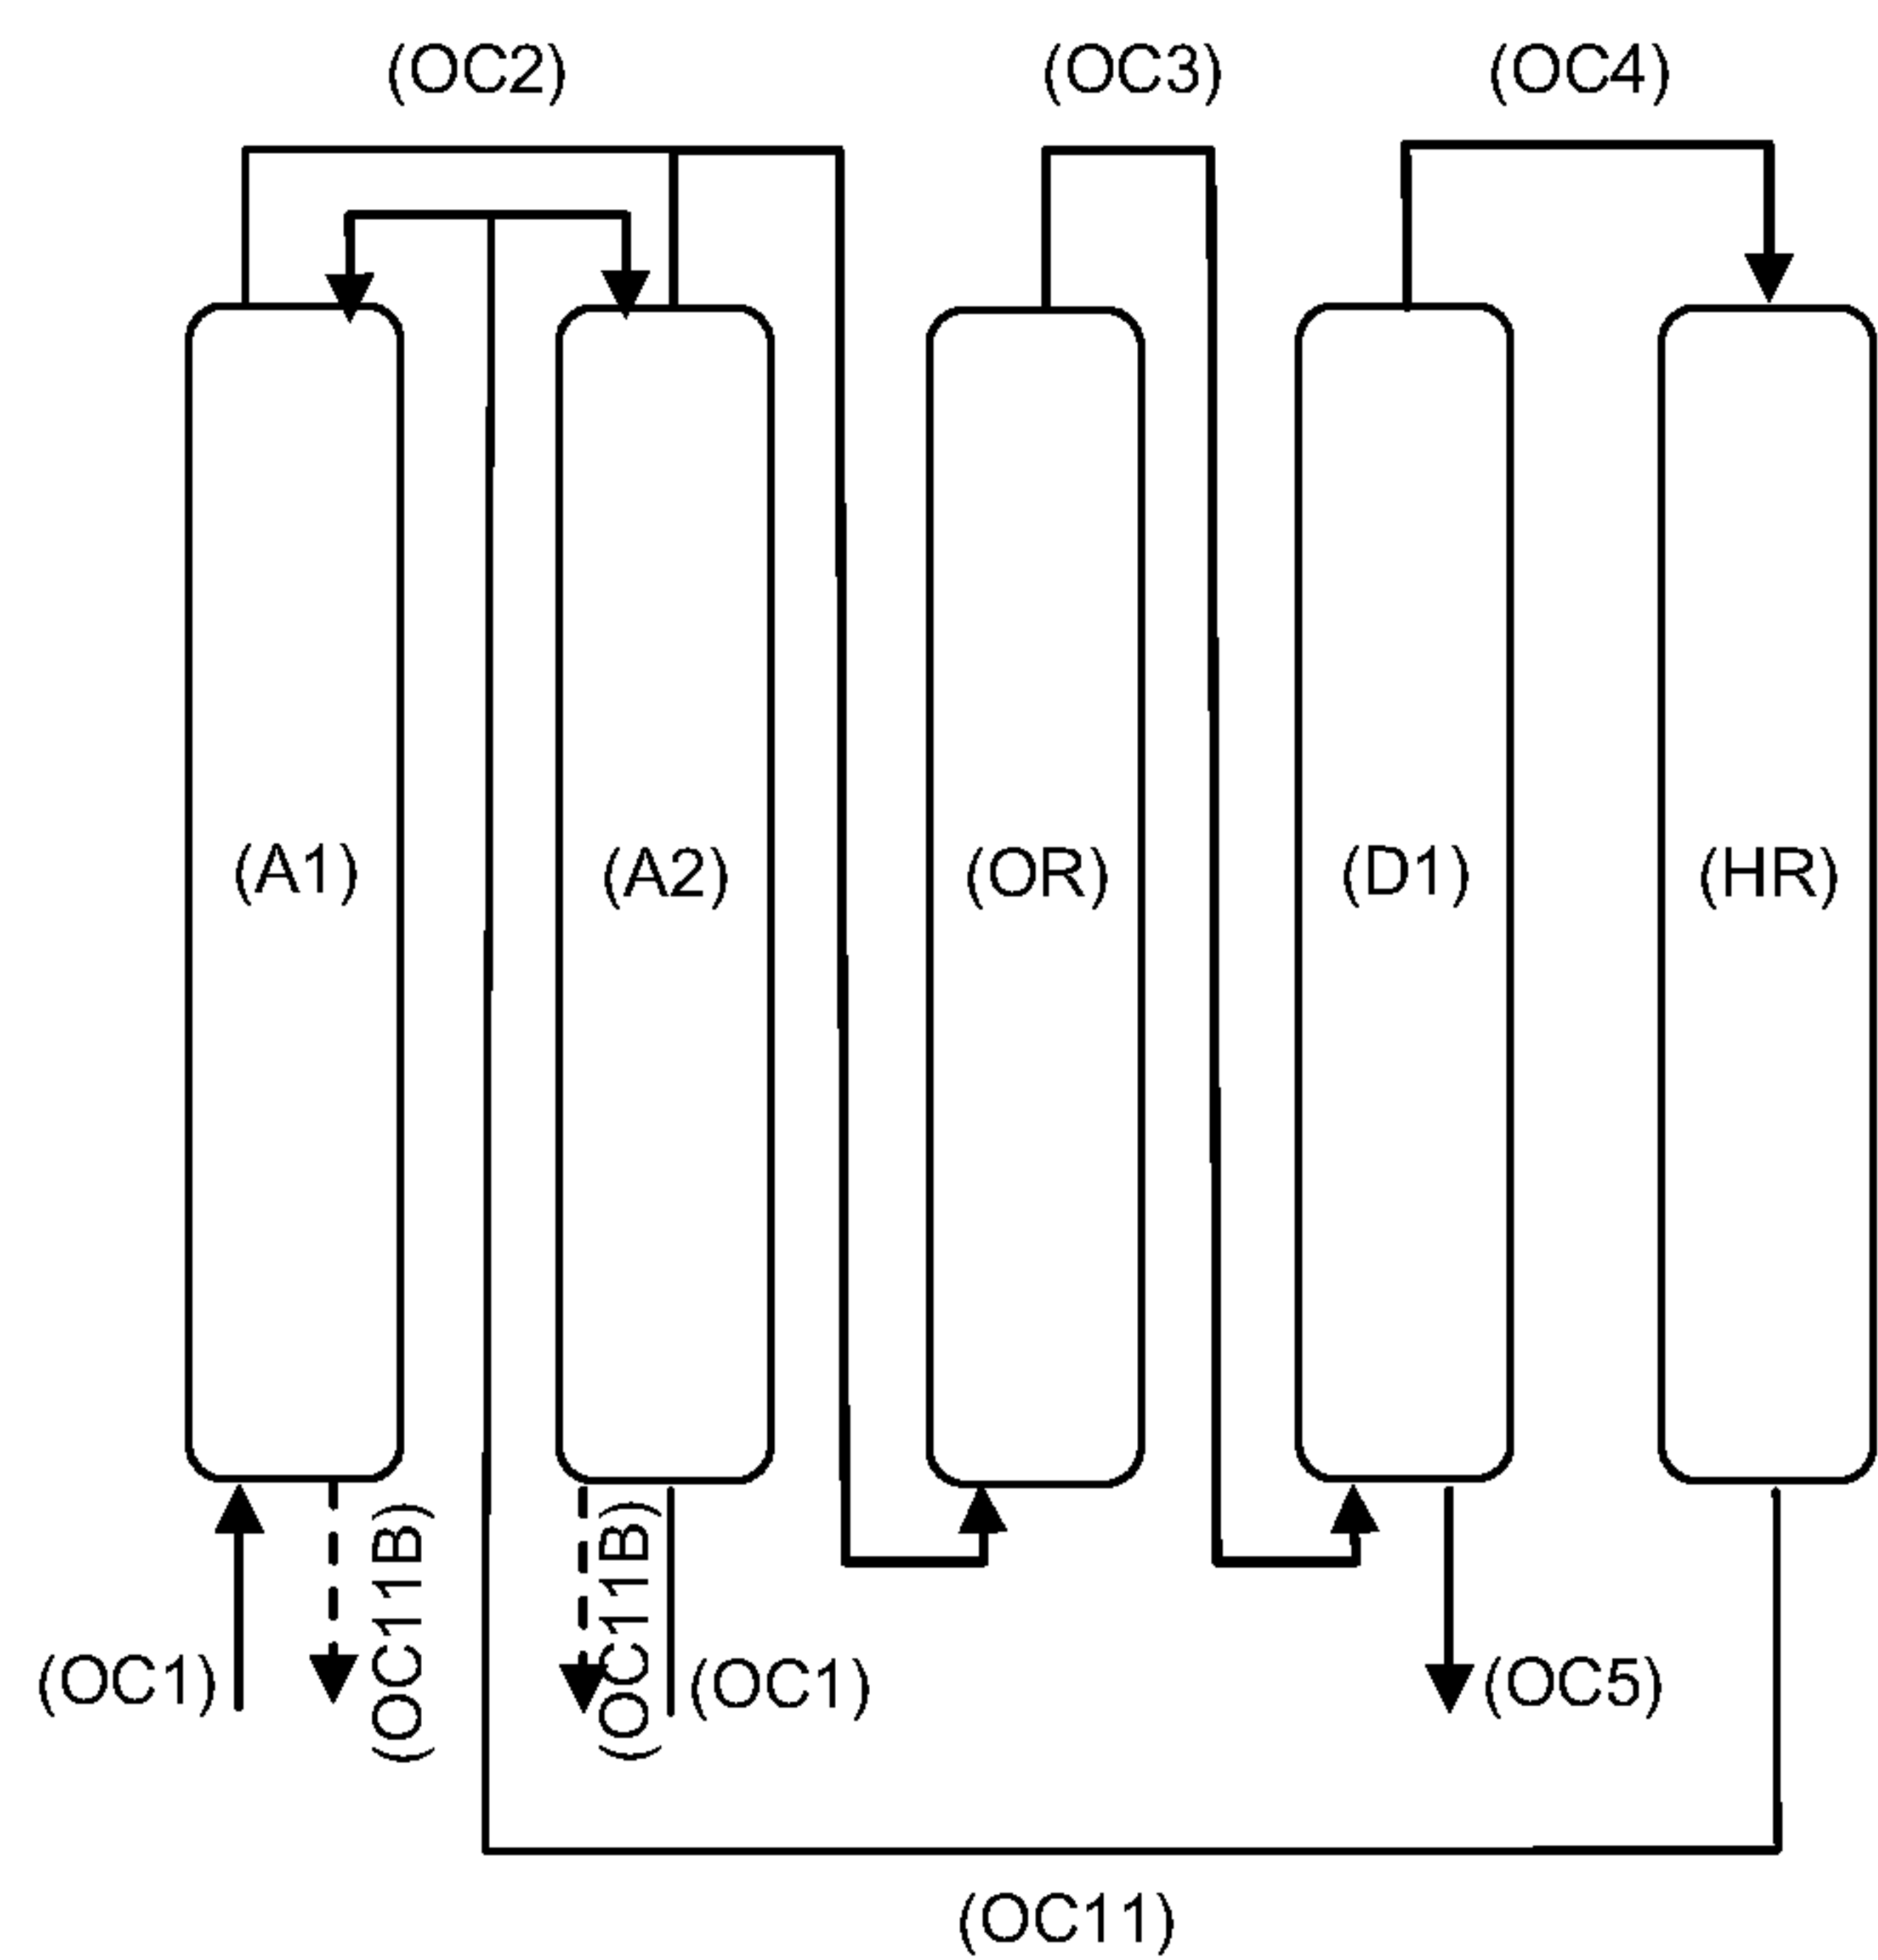 (OC2)
(OC3)
(OC4)
(A1)
(A2)
(OR)
(D1)
(HR)
(OC1)
(OC11B)
(OC11B)
(OC1)
(OC5)
(OC11)